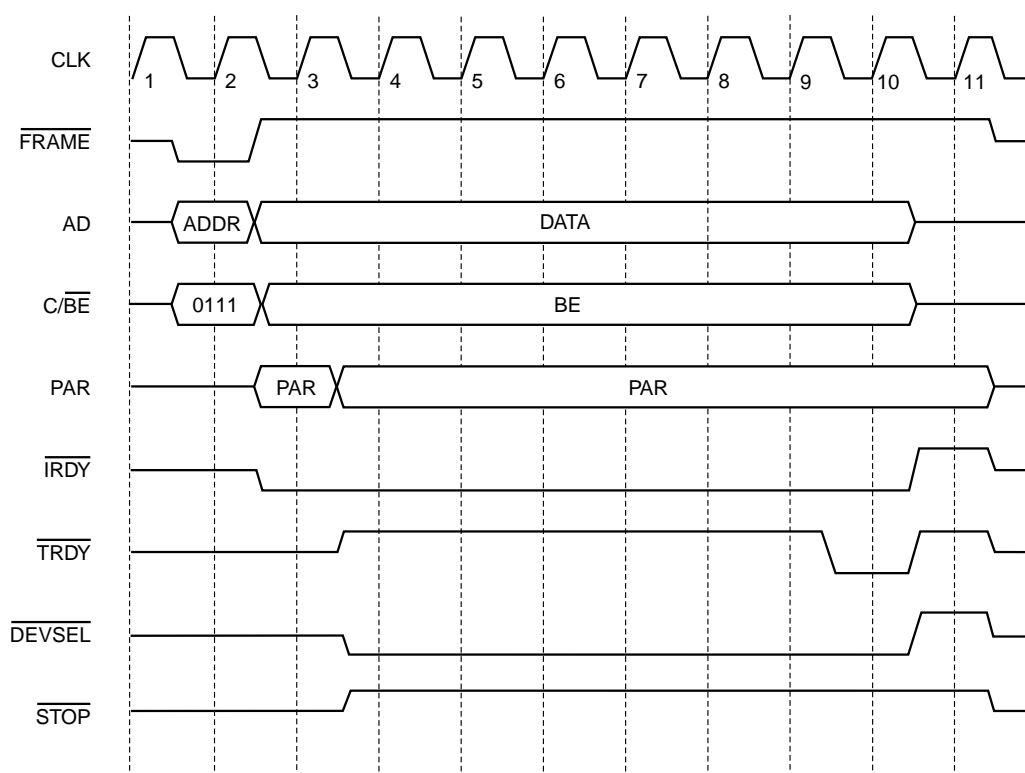 CLK
1 2 3 4 5 6 7 8 9 10 11
FRAME
AD ADDR DATA
C/BE 0111 BE
PAR PAR PAR
IRDY
TRDY
DEVSEL
STOP